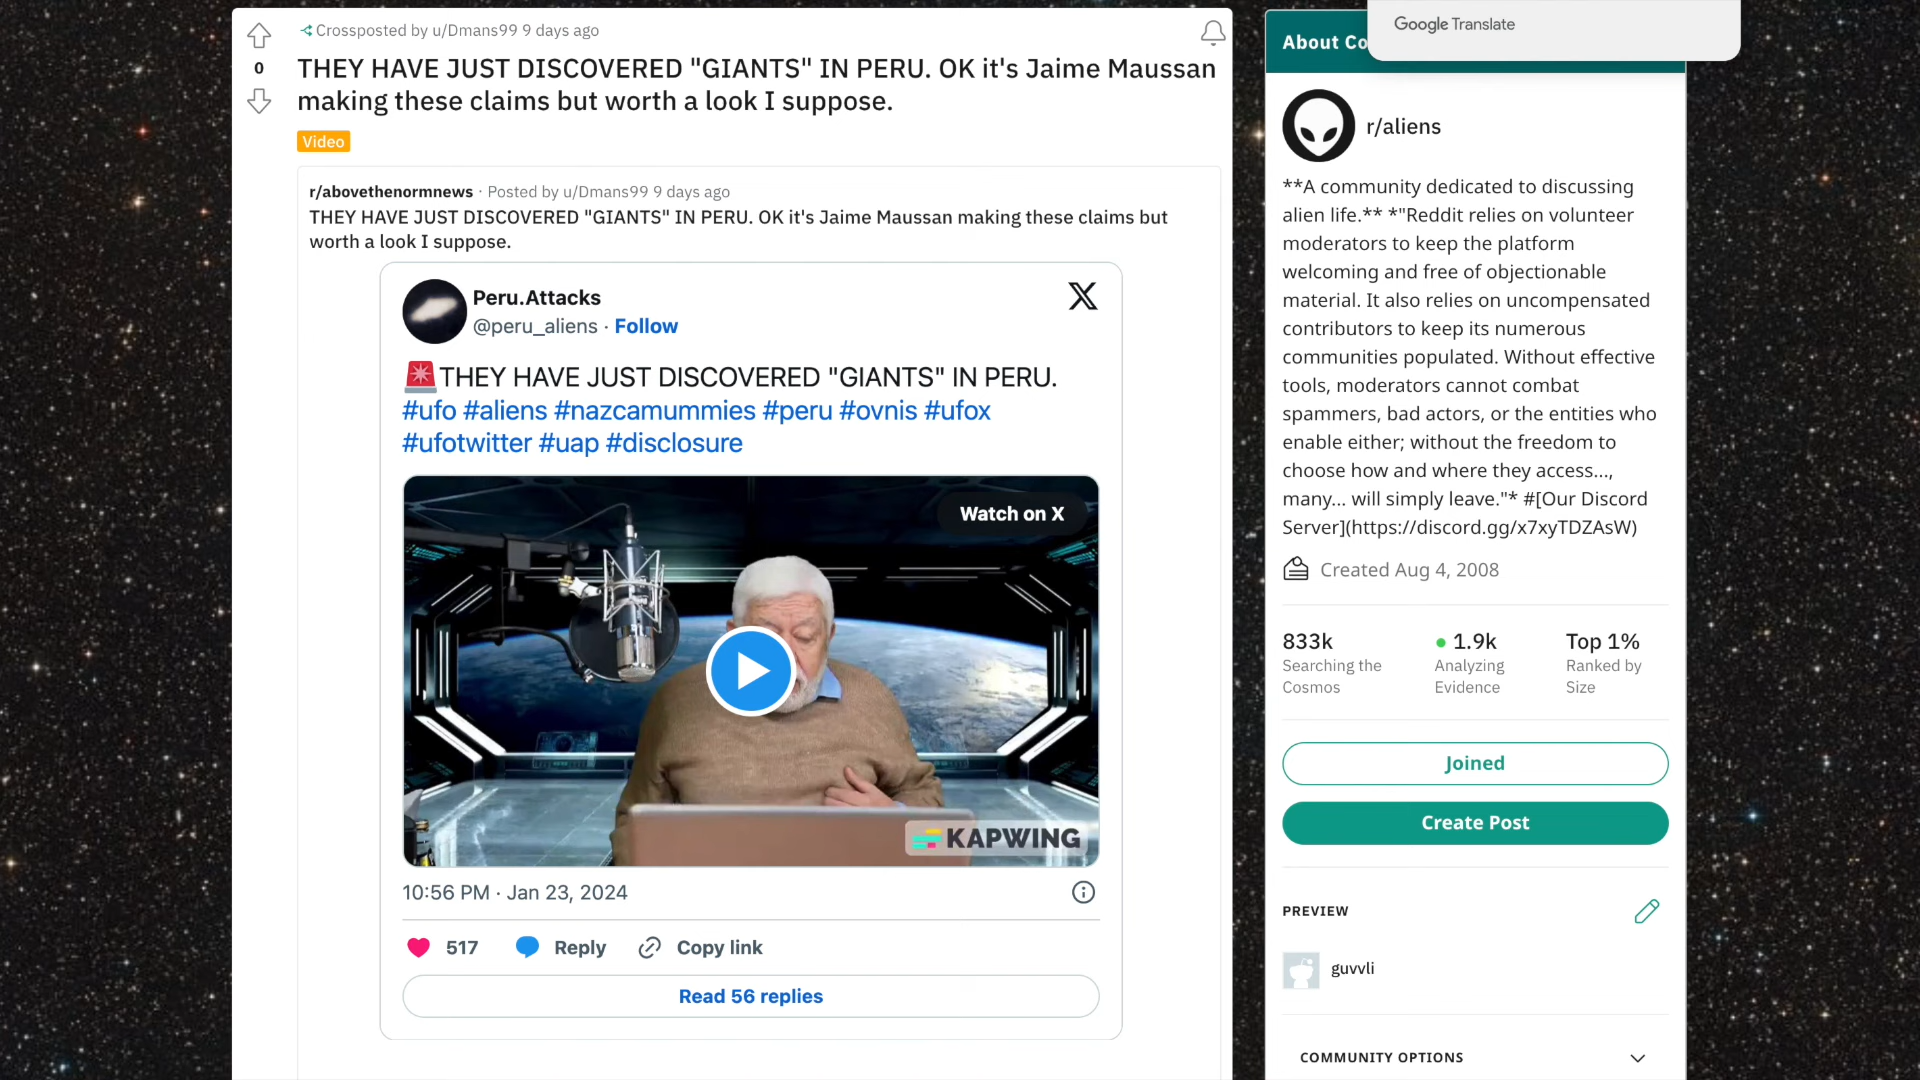 Crossposted by u/Dmans99 9 days ago
0
THEY HAVE JUST DISCOVERED "GIANTS" IN PERU. OK it's Jaime Maussan
making these claims but worth a look I suppose.
Video
r/abovethenormnews · Posted by u/Dmans99 9 days ago
THEY HAVE JUST DISCOVERED "GIANTS" IN PERU. OK it's Jaime Maussan making these claims but
worth a look I suppose.
Peru.Attacks
@peru_aliens · Follow
X
🚨THEY HAVE JUST DISCOVERED "GIANTS" IN PERU.
#ufo #aliens #nazcamummies #peru #ovnis #ufox
#ufotwitter #uap #disclosure
Watch on X
KAPWING
10:56 PM · Jan 23, 2024
517 Reply Copy link
Read 56 replies
Google Translate
About Co
r/aliens
**A community dedicated to discussing
alien life.** *"Reddit relies on volunteer
moderators to keep the platform
welcoming and free of objectionable
material. It also relies on uncompensated
contributors to keep its numerous
communities populated. Without effective
tools, moderators cannot combat
spammers, bad actors, or the entities who
enable either; without the freedom to
choose how and where they access...,
many... will simply leave."* #[Our Discord
Server](https://discord.gg/x7xyTDZAsW)
Created Aug 4, 2008
833k 1.9k Top 1%
Searching the Analyzing Ranked by
Cosmos Evidence Size
Joined
Create Post
PREVIEW
guvvli
COMMUNITY OPTIONS